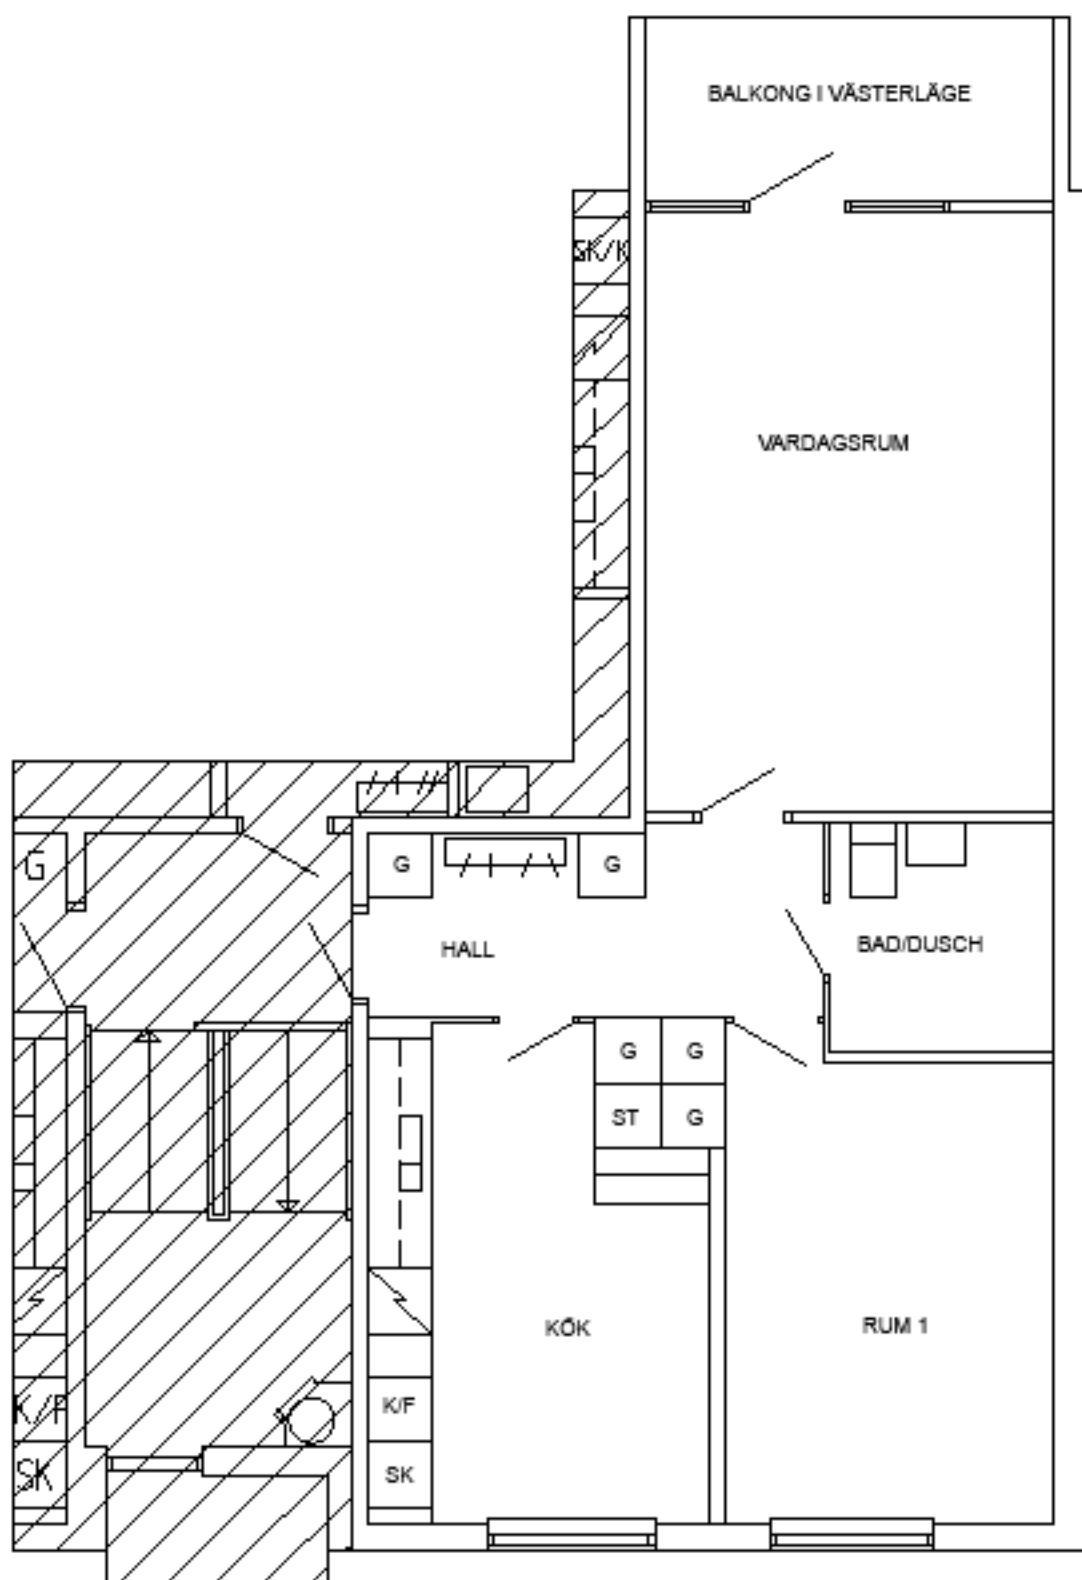 BALKONG I VÄSTERLÄGE
SK/K
VARDAGSRUM
G
G
G
HALL
BAD/DUSCH
G
G
ST
G
KÖK
RUM 1
K/F
K/F
SK
SK